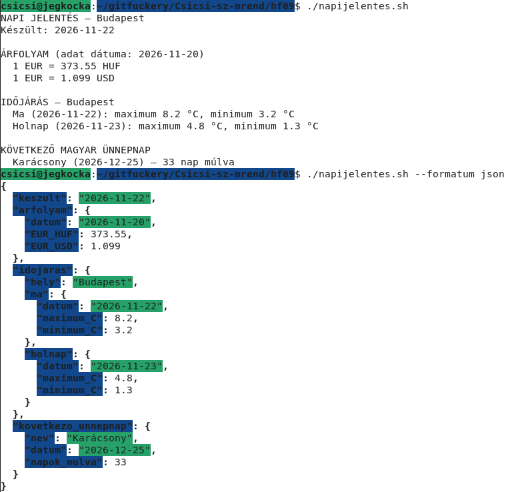 csicsi@jegkocka:~/gitfuckery/Csicsi-sz-mrend/hf09$ ./napijelentes.sh
NAPI JELENTÉS — Budapest
Készült: 2026-11-22

ÁRFOLYAM (adat dátuma: 2026-11-20)
  1 EUR = 373.55 HUF
  1 EUR = 1.099 USD

IDŐJÁRÁS — Budapest
  Ma (2026-11-22): maximum 8.2 °C, minimum 3.2 °C
  Holnap (2026-11-23): maximum 4.8 °C, minimum 1.3 °C

KÖVETKEZŐ MAGYAR ÜNNEPNAP
  Karácsony (2026-12-25) — 33 nap múlva
csicsi@jegkocka:~/gitfuckery/Csicsi-sz-mrend/hf09$ ./napijelentes.sh --formatum json
{
  "keszult": "2026-11-22",
  "arfolyam": {
    "datum": "2026-11-20",
    "EUR_HUF": 373.55,
    "EUR_USD": 1.099
  },
  "idojaras": {
    "hely": "Budapest",
    "ma": {
      "datum": "2026-11-22",
      "maximum_C": 8.2,
      "minimum_C": 3.2
    },
    "holnap": {
      "datum": "2026-11-23",
      "maximum_C": 4.8,
      "minimum_C": 1.3
    }
  },
  "kovetkezo_unnepnap": {
    "nev": "Karácsony",
    "datum": "2026-12-25",
    "napok_mulva": 33
  }
}